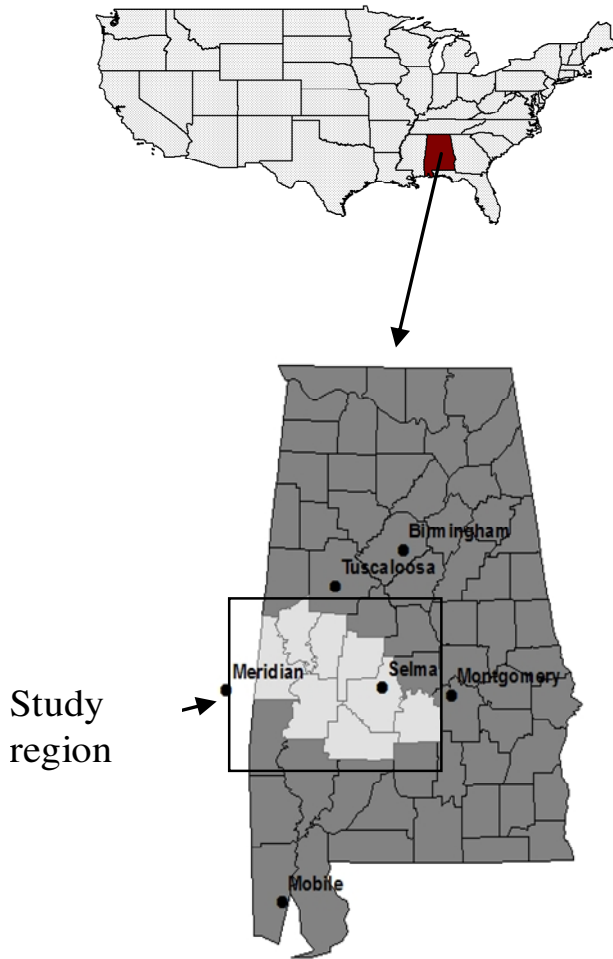 Birmingham
Tuscaloosa
Meridian
Selma
Montgomery
Study
region
Mobile